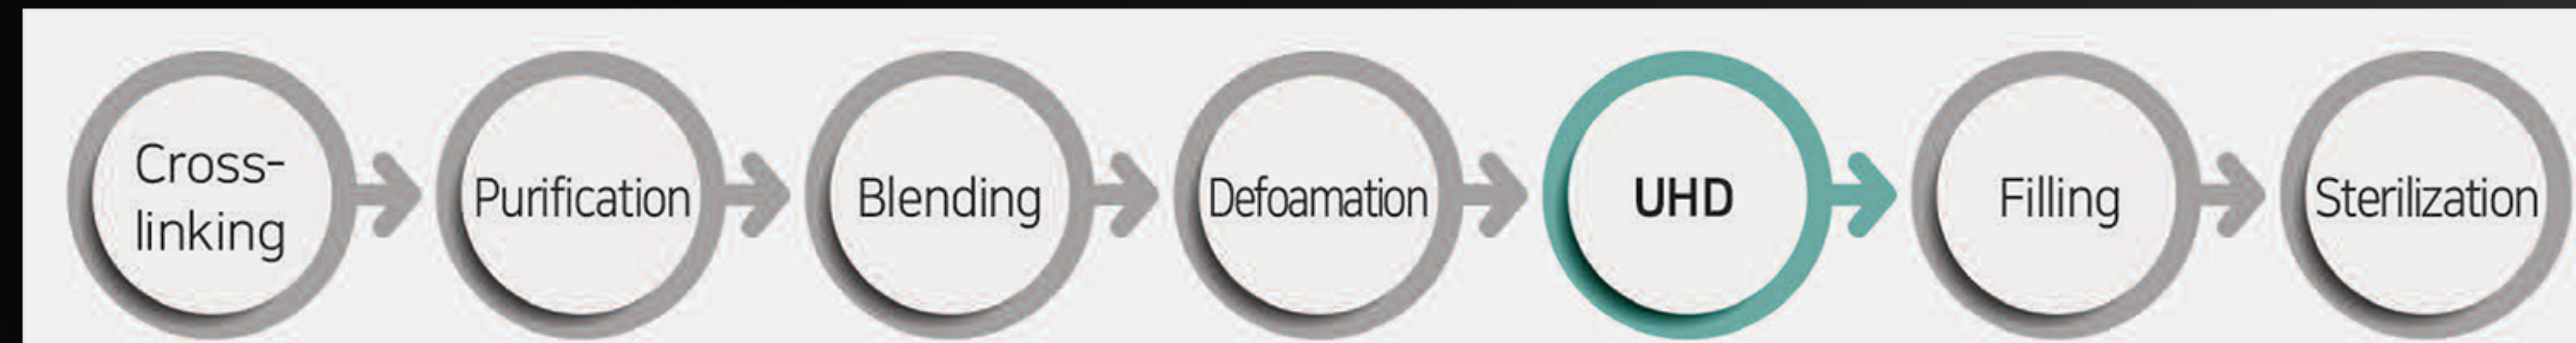 Cross-
linking
Purification
Blending
Defoamation
UHD
Filling
Sterilization